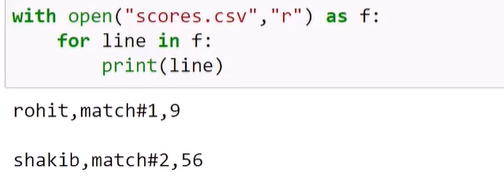 with open("scores.csv","r") as f:
    for line in f:
        print(line)
rohit,match#1,9
shakib,match#2,56